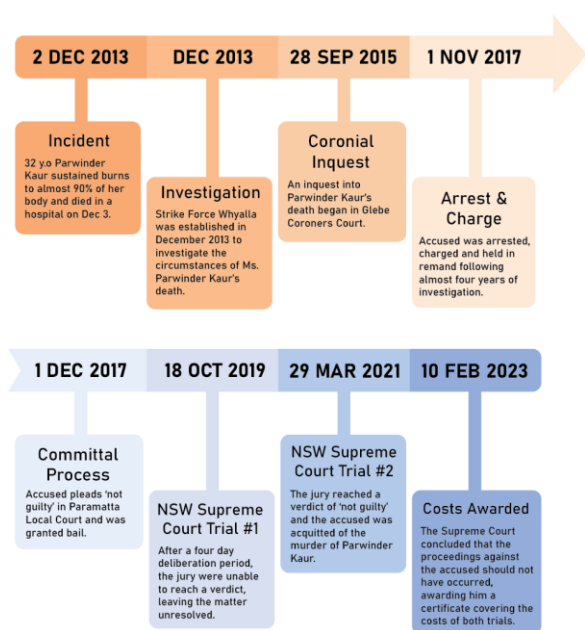 2 DEC 2013
DEC 2013
28 SEP 2015
1 NOV 2017
Incident
32 y.o Parwinder
Kaur sustained burns
to almost 90% of her
body and died in a
hospital on Dec 3.
Investigation
Strike Force Whyalla
was established in
December 2013 to
investigate the
circumstances of Ms.
Parwinder Kaur's
death.
Coronial
Inquest
An inquest into
Parwinder Kaur's
death began in Glebe
Coroners Court.
Arrest &
Charge
Accused was arrested,
charged and held in
remand following
almost four years of
investigation.
1 DEC 2017
18 OCT 2019
29 MAR 2021
10 FEB 2023
Committal
Process
Accused pleads 'not
guilty' in Paramatta
Local Court and was
granted bail.
NSW Supreme
Court Trial #1
After a four day
deliberation period,
the jury were unable
to reach a verdict,
leaving the matter
unresolved.
NSW Supreme
Court Trial #2
The jury reached a
verdict of 'not guilty'
and the accused was
acquitted of the
murder of Parwinder
Kaur.
Costs Awarded
The Supreme Court
concluded that the
proceedings against
the accused should not
have occurred,
awarding him a
certificate covering the
costs of both trials.